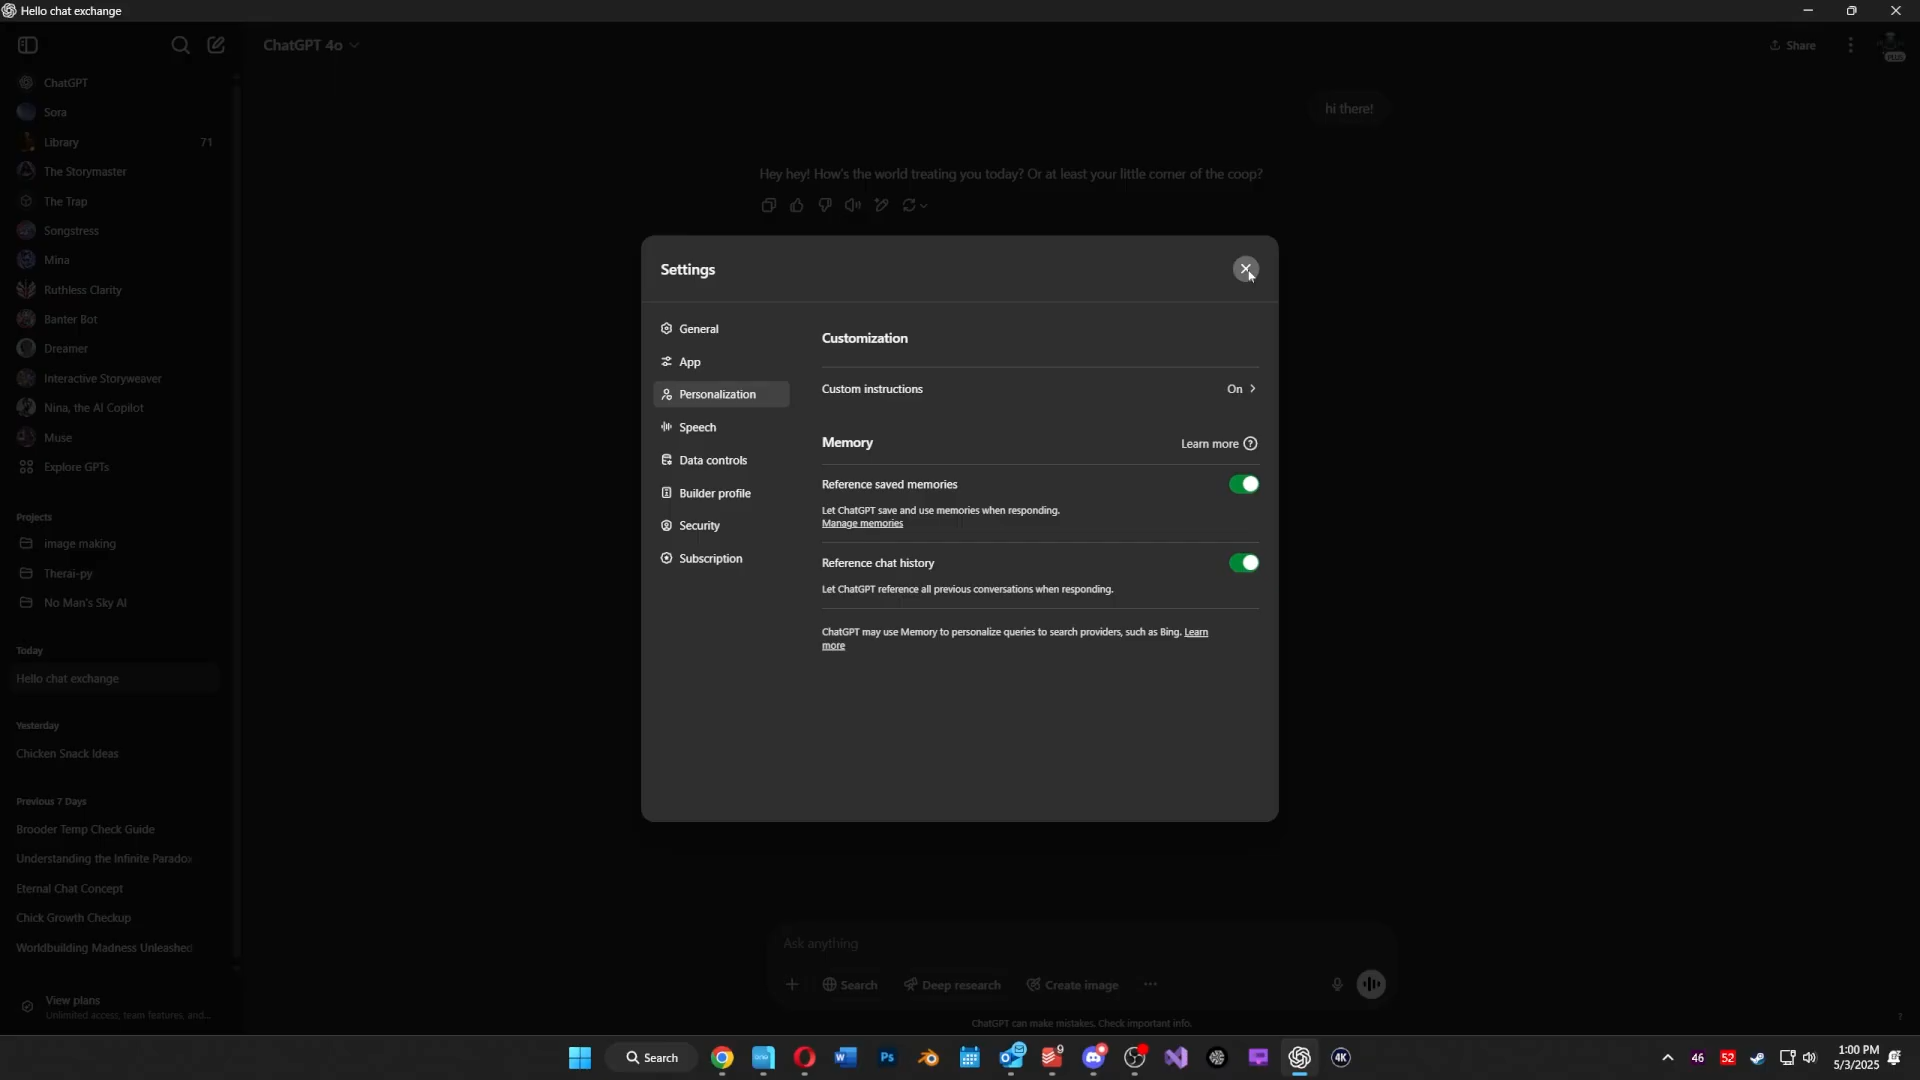 Hello chat exchange
ChatGPT 4o
Share
PLUS
ChatGPT
Sora
Library 71
The Storymaster
The Trap
Songstress
Mina
Ruthless Clarity
Banter Bot
Dreamer
Interactive Storyweaver
Nina, the AI Copilot
Muse
Explore GPTs
Projects
image making
Therai-py
No Man's Sky AI
Today
Hello chat exchange
Yesterday
Chicken Snack Ideas
Previous 7 Days
Brooder Temp Check Guide
Understanding the Infinite Paradox
Eternal Chat Concept
Chick Growth Checkup
Worldbuilding Madness Unleashed
View plans
Unlimited access, team features, and...
hi there!
Hey hey! How's the world treating you today? Or at least your little corner of the coop?
Settings
General
App
Personalization
Speech
Data controls
Builder profile
Security
Subscription
Customization
Custom instructions On
Memory Learn more
Reference saved memories
Let ChatGPT save and use memories when responding.
Manage memories
Reference chat history
Let ChatGPT reference all previous conversations when responding.
ChatGPT may use Memory to personalize queries to search providers, such as Bing. Learn
more
Ask anything
Search Deep research Create image
ChatGPT can make mistakes. Check important info.
?
Search
W
Ps
9
4K
46
52
1:00 PM
5/3/2025